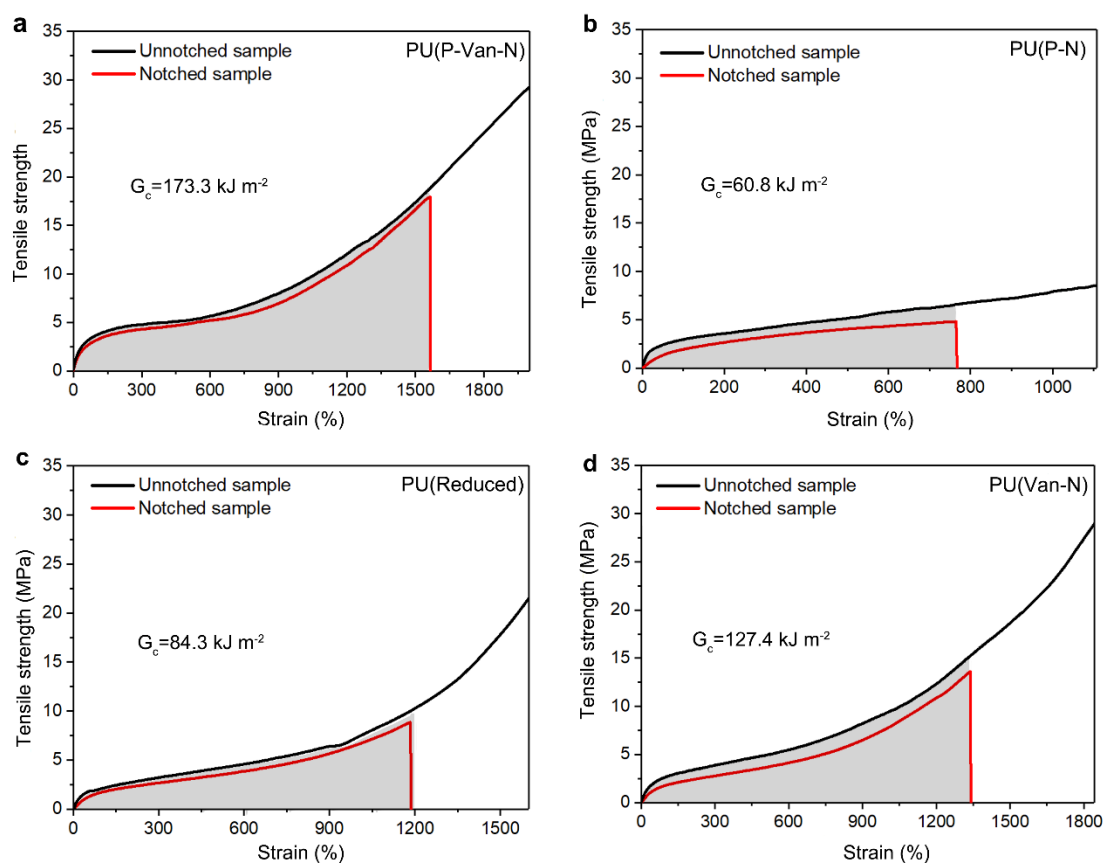 a
Unnotched sample
Notched sample
PU(P-Van-N)
G_c=173.3 kJ m⁻²
Tensile strength
35
30
25
20
15
10
5
0
0 300 600 900 1200 1500 1800
Strain (%)
b
Unnotched sample
Notched sample
PU(P-N)
G_c=60.8 kJ m⁻²
Tensile strength (MPa)
35
30
25
20
15
10
5
0
0 200 400 600 800 1000
Strain (%)
c
Unnotched sample
Notched sample
PU(Reduced)
G_c=84.3 kJ m⁻²
Tensile strength (MPa)
35
30
25
20
15
10
5
0
0 300 600 900 1200 1500
Strain (%)
d
Unnotched sample
Notched sample
PU(Van-N)
G_c=127.4 kJ m⁻²
Tensile strength (MPa)
35
30
25
20
15
10
5
0
0 300 600 900 1200 1500 1800
Strain (%)